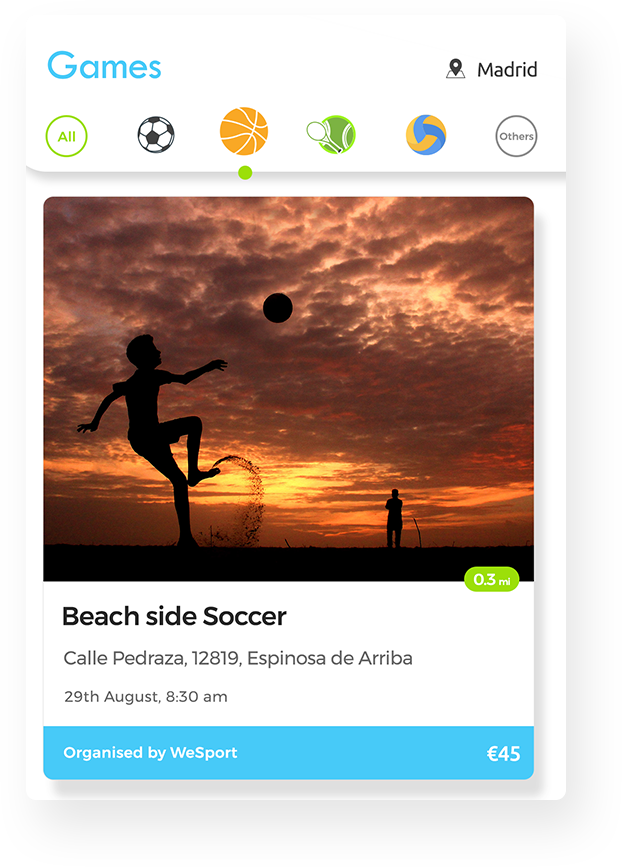 Games
Madrid
All
Others
0.3 mi
Beach side Soccer
Calle Pedraza, 12819, Espinosa de Arriba
29th August, 8:30 am
Organised by WeSport
€45